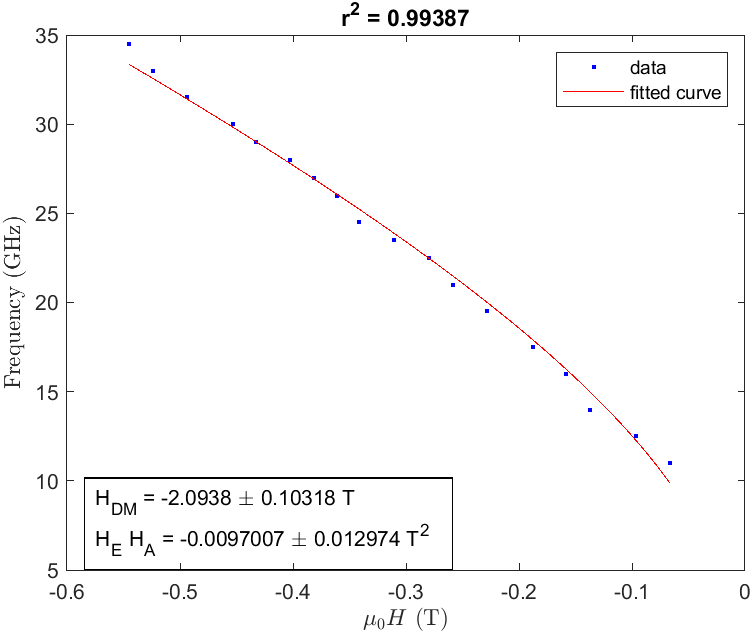 r² = 0.99387
35
30
25
20
15
10
5
Frequency (GHz)
data
fitted curve
H_DM = -2.0938 ± 0.10318 T
H_E H_A = -0.0097007 ± 0.012974 T²
-0.6 -0.5 -0.4 -0.3 -0.2 -0.1 0
μ₀H (T)